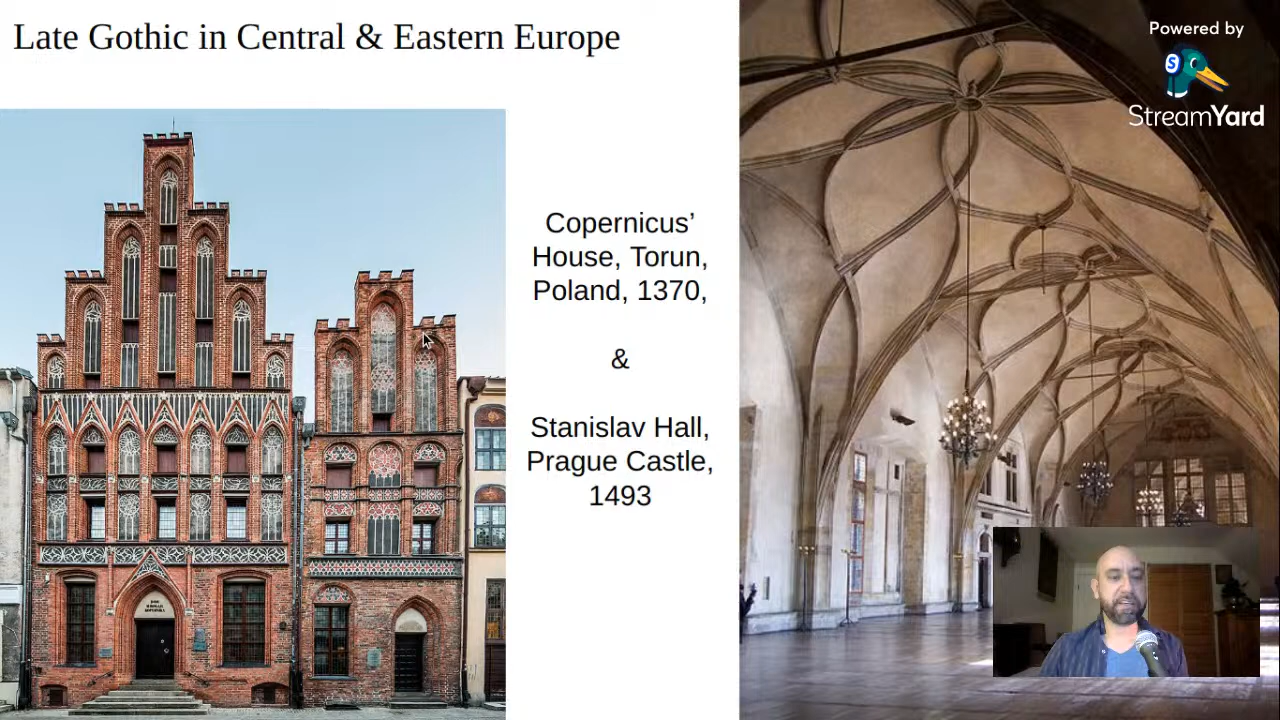 Late Gothic in Central & Eastern Europe
Powered by
S
StreamYard
Copernicus’
House, Torun,
Poland, 1370,
&
Stanislav Hall,
Prague Castle,
1493